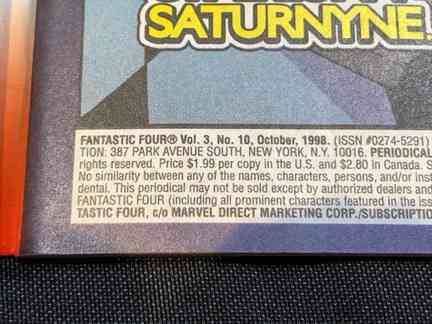 SATURNYNE!
FANTASTIC FOUR® Vol. 3, No. 10, October, 1998. (ISSN #0274-5291)
TION: 387 PARK AVENUE SOUTH, NEW YORK, N.Y. 10016. PERIODICAL
rights reserved. Price $1.99 per copy in the U.S. and $2.80 in Canada. S
No similarity between any of the names, characters, persons, and/or inst
dental. This periodical may not be sold except by authorized dealers and
FANTASTIC FOUR (including all prominent characters featured in the iss
TASTIC FOUR, c/o MARVEL DIRECT MARKETING CORP./SUBSCRIPTIO